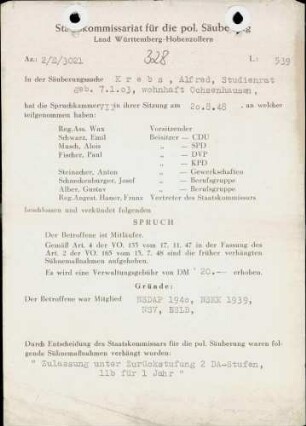 Staatskommissariat für die pol. Säuberung
Land Württemberg-Hohenzollern
Az.: 2/2/3021 328 L: 539
In der Säuberungssache K r e b s , Alfred, Studienrat
geb. 7.1.03, wohnhaft Ochsenhausen,
hat die Spruchkammer in ihrer Sitzung am 20.8.48 , an welcher
teilgenommen haben:
Reg.Ass. Wax Vorsitzender
Schwarz, Emil Beisitzer — CDU
Maush, Alois „ — SPD
Fischer, Paul „ — DVP
„ — KPD
Steinacher, Anton „ — Gewerkschaften
Schneckenburger, Josef „ — Berufsgruppe
Alber, Gustav „ — Berufsgruppe
Reg.Angest. Hamer, Franz Vertreter des Staatskommissars
beschlossen und verkündet folgenden
SPRUCH
Der Betroffene ist Mitläufer.
Gemäß Art. 4 der VO. 133 vom 17. 11. 47 in der Fassung des
Art. 2 der VO. 165 vom 13. 7. 48 sind die früher verhängten
Sühnemaßnahmen aufgehoben.
Es wird eine Verwaltungsgebühr von DM 20.-- erhoben.
Gründe:
Der Betroffene war Mitglied NSDAP 1940, NSKK 1939,
NSV, NSLB,
Durch Entscheidung des Staatskommissars für die pol. Säuberung waren fol-
gende Sühnemaßnahmen verhängt worden:
" Zulassung unter Zurückstufung 2 DA-Stufen,
11b für 1 Jahr "